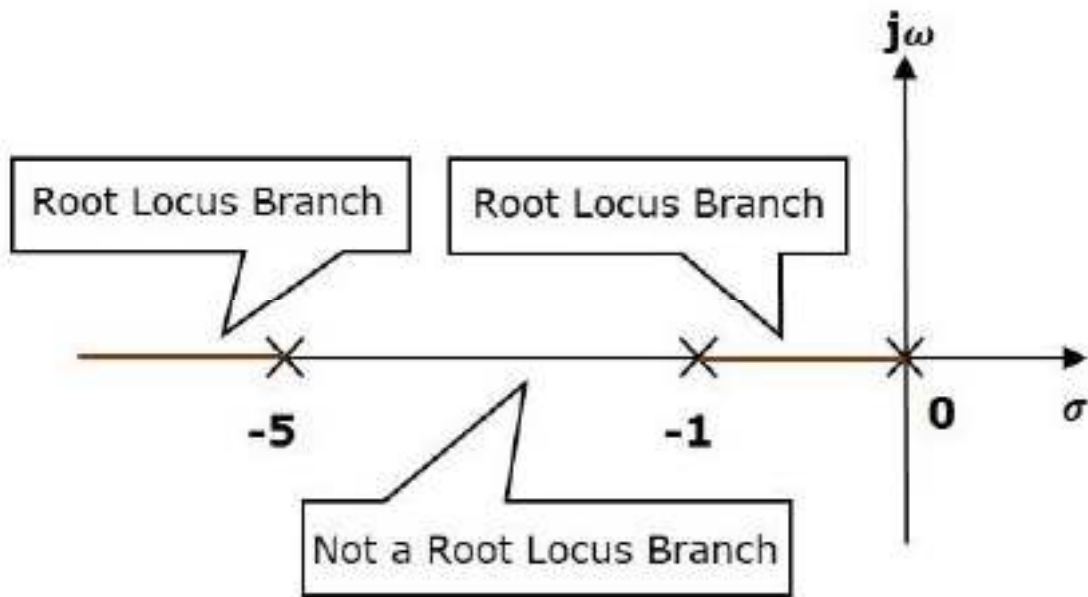 jω
Root Locus Branch
Root Locus Branch
-5
-1
0
σ
Not a Root Locus Branch